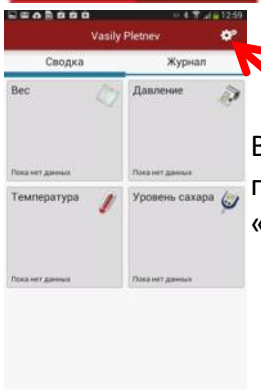 12:59
Vasily Pletnev
Сводка Журнал
Вес Давление
Пока нет данных Пока нет данных
Температура Уровень сахара
Пока нет данных Пока нет данных